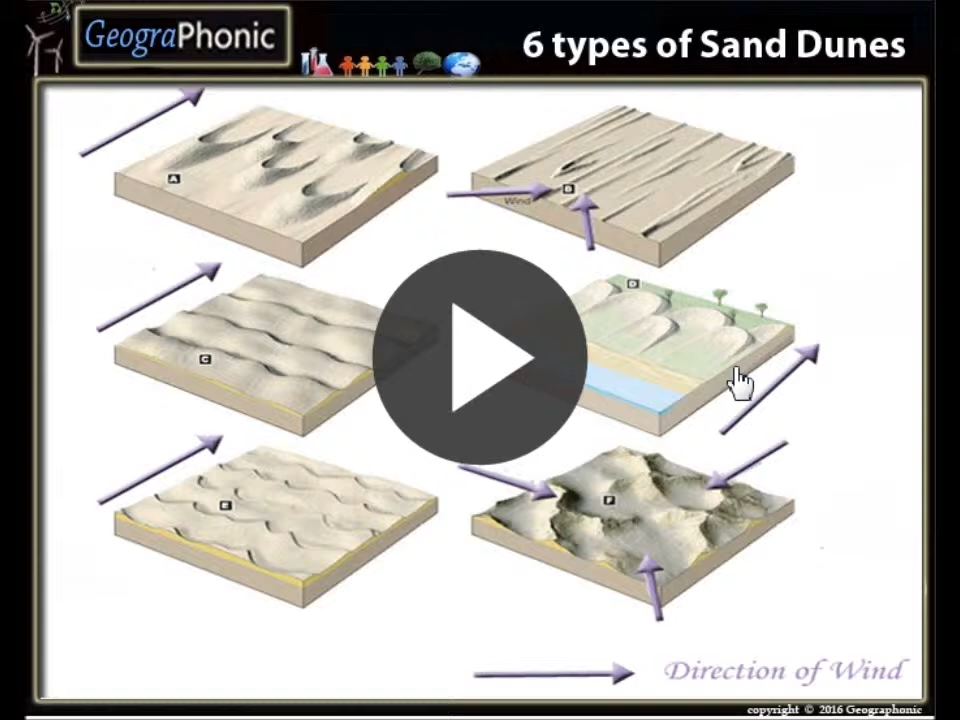 GeograPhonic
6 types of Sand Dunes
A
B
Wind
C
D
E
F
Direction of Wind
copyright © 2016 Geographonic